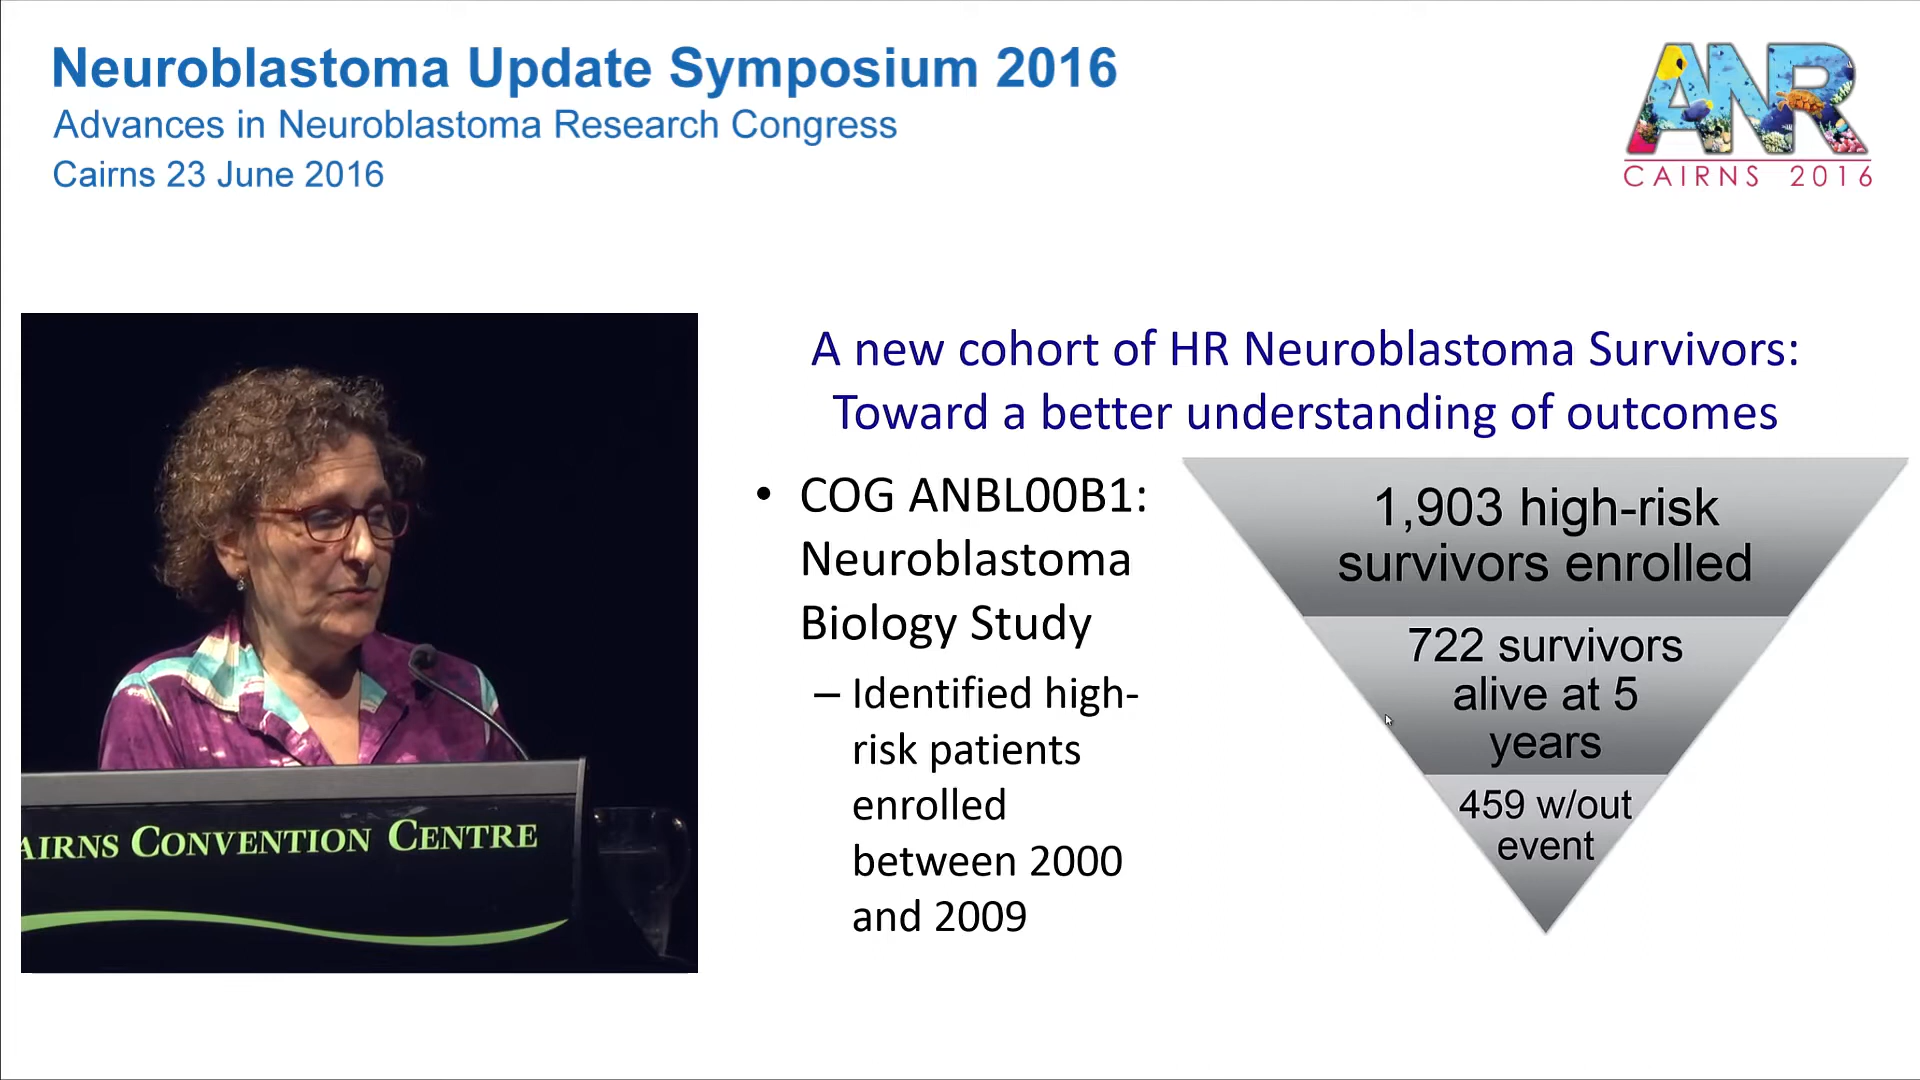 Neuroblastoma Update Symposium 2016
Advances in Neuroblastoma Research Congress
Cairns 23 June 2016
ANR
CAIRNS 2016
AIRNS CONVENTION CENTRE
A new cohort of HR Neuroblastoma Survivors:
Toward a better understanding of outcomes
• COG ANBL00B1:
Neuroblastoma
Biology Study
– Identified high-
risk patients
enrolled
between 2000
and 2009
1,903 high-risk
survivors enrolled
722 survivors
alive at 5
years
459 w/out
event